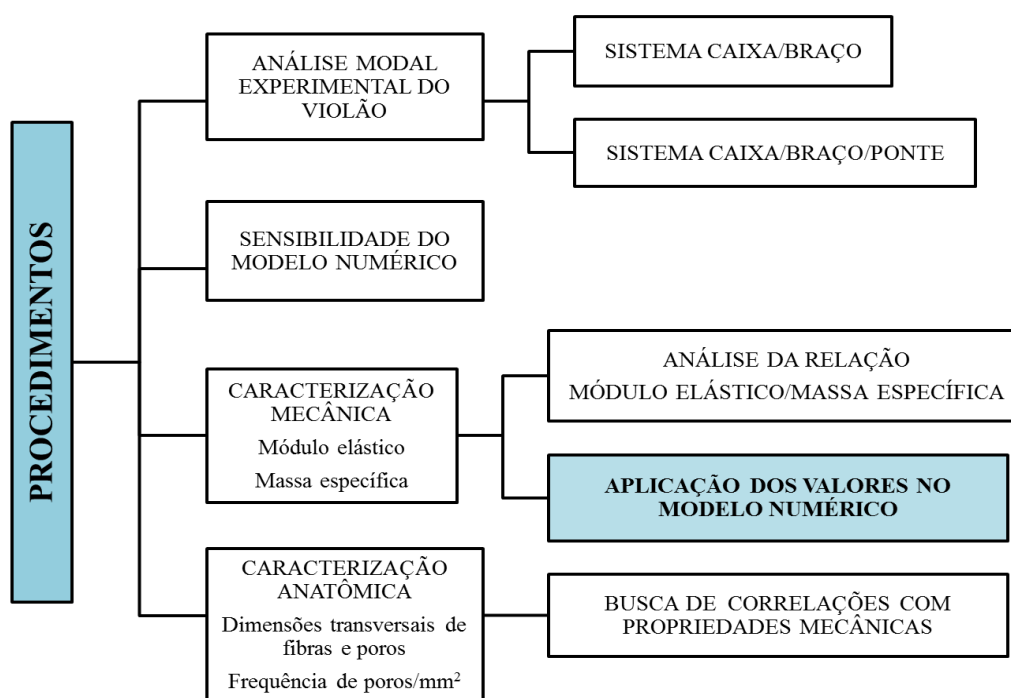 PROCEDIMENTOS
ANÁLISE MODAL
EXPERIMENTAL DO
VIOLÃO
SISTEMA CAIXA/BRAÇO
SISTEMA CAIXA/BRAÇO/PONTE
SENSIBILIDADE DO
MODELO NUMÉRICO
CARACTERIZAÇÃO
MECÂNICA
Módulo elástico
Massa específica
ANÁLISE DA RELAÇÃO
MÓDULO ELÁSTICO/MASSA ESPECÍFICA
APLICAÇÃO DOS VALORES NO
MODELO NUMÉRICO
CARACTERIZAÇÃO
ANATÔMICA
Dimensões transversais de
fibras e poros
Frequência de poros/mm²
BUSCA DE CORRELAÇÕES COM
PROPRIEDADES MECÂNICAS